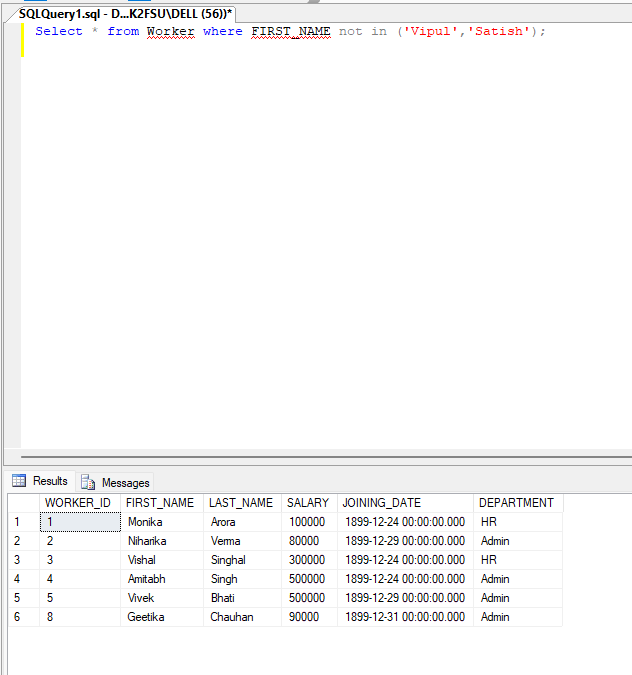 SQLQuery1.sql - D...K2FSU\DELL (56))*
Select * from Worker where FIRST_NAME not in ('Vipul','Satish');
Results Messages
WORKER_ID FIRST_NAME LAST_NAME SALARY JOINING_DATE DEPARTMENT
1 1 Monika Arora 100000 1899-12-24 00:00:00.000 HR
2 2 Niharika Verma 80000 1899-12-29 00:00:00.000 Admin
3 3 Vishal Singhal 300000 1899-12-24 00:00:00.000 HR
4 4 Amitabh Singh 500000 1899-12-29 00:00:00.000 Admin
5 5 Vivek Bhati 500000 1899-12-29 00:00:00.000 Admin
6 8 Geetika Chauhan 90000 1899-12-31 00:00:00.000 Admin